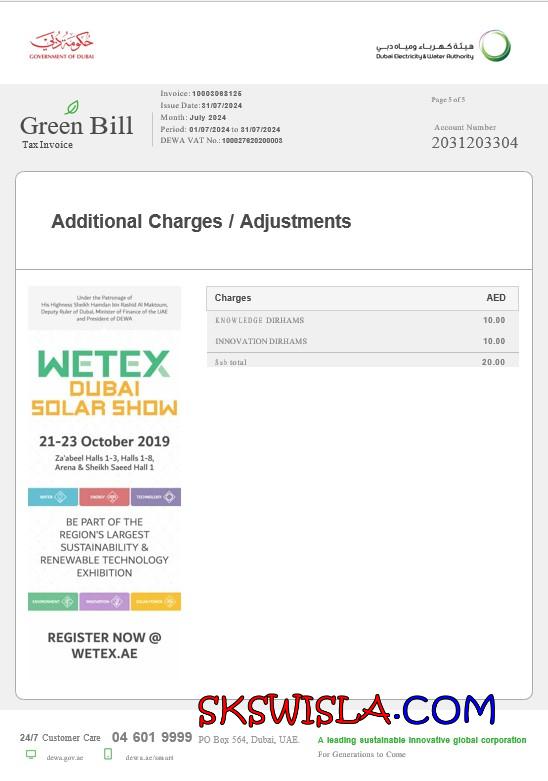 حكومة دبي
GOVERNMENT OF DUBAI
هيئة كهرباء ومياه دبي
Dubai Electricity & Water Authority
Green Bill
Tax Invoice
Invoice: 10003068125
Issue Date: 31/07/2024
Month: July 2024
Period: 01/07/2024 to 31/07/2024
DEWA VAT No.: 100027620200003
Page 5 of 5
Account Number
2031203304
Additional Charges / Adjustments
Under the Patronage of
His Highness Sheikh Hamdan bin Rashid Al Maktoum,
Deputy Ruler of Dubai, Minister of Finance of the UAE
and President of DEWA
WETEX
DUBAI
SOLAR SHOW
21-23 October 2019
Za'abeel Halls 1-3, Halls 1-8,
Arena & Sheikh Saeed Hall 1
WATER ENERGY TECHNOLOGY
BE PART OF THE
REGION'S LARGEST
SUSTAINABILITY &
RENEWABLE TECHNOLOGY
EXHIBITION
ENVIRONMENT INNOVATION SOLAR POWER
REGISTER NOW @
WETEX.AE
Charges AED
KNOWLEDGE DIRHAMS 10.00
INNOVATION DIRHAMS 10.00
Sub total 20.00
SKSWISLA.COM
24/7 Customer Care 04 601 9999 PO Box 564, Dubai, UAE.
dewa.gov.ae dewa.ae/smart
A leading sustainable innovative global corporation
For Generations to Come